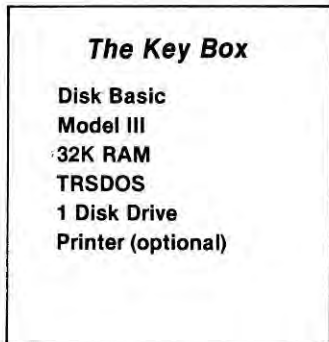 The Key Box
Disk Basic
Model III
32K RAM
TRSDOS
1 Disk Drive
Printer (optional)